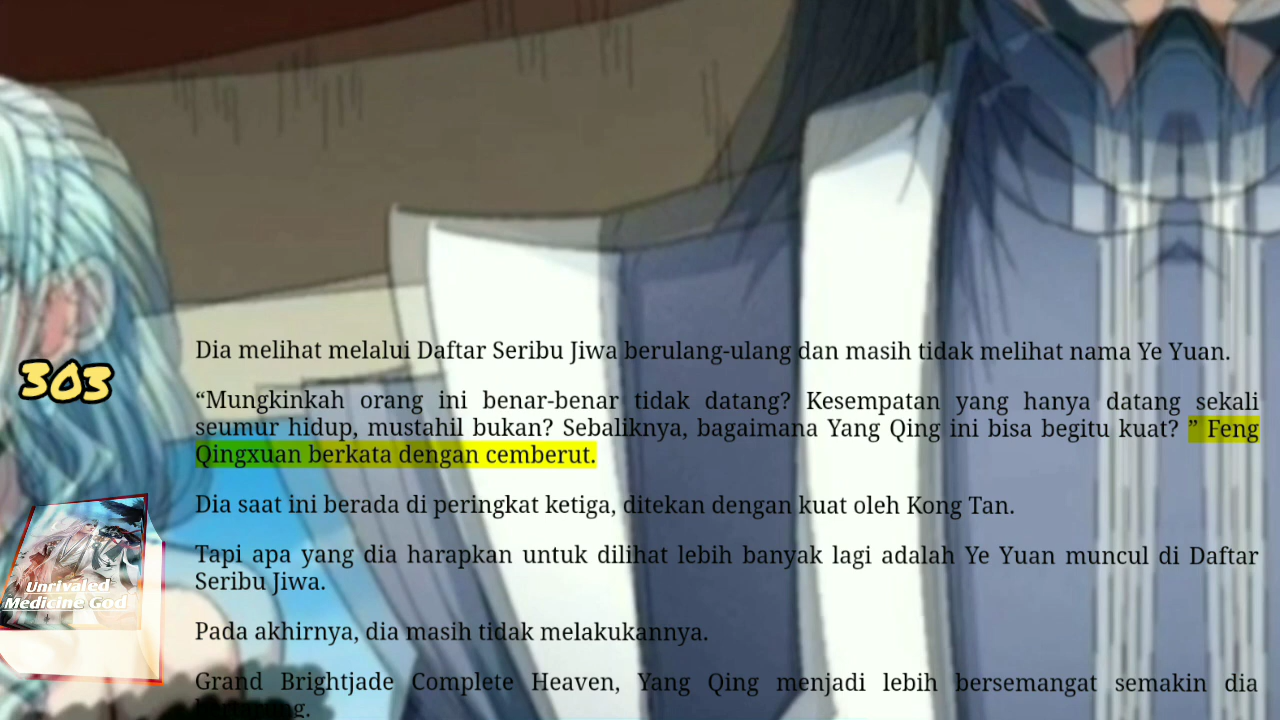 Dia melihat melalui Daftar Seribu Jiwa berulang-ulang dan masih tidak melihat nama Ye Yuan.
“Mungkinkah orang ini benar-benar tidak datang? Kesempatan yang hanya datang sekali
seumur hidup, mustahil bukan? Sebaliknya, bagaimana Yang Qing ini bisa begitu kuat? ” Feng
Qingxuan berkata dengan cemberut.
303
Dia saat ini berada di peringkat ketiga, ditekan dengan kuat oleh Kong Tan.
Tapi apa yang dia harapkan untuk dilihat lebih banyak lagi adalah Ye Yuan muncul di Daftar
Seribu Jiwa.
Unrivaled
Medicine God
Pada akhirnya, dia masih tidak melakukannya.
Grand Brightjade Complete Heaven, Yang Qing menjadi lebih bersemangat semakin dia